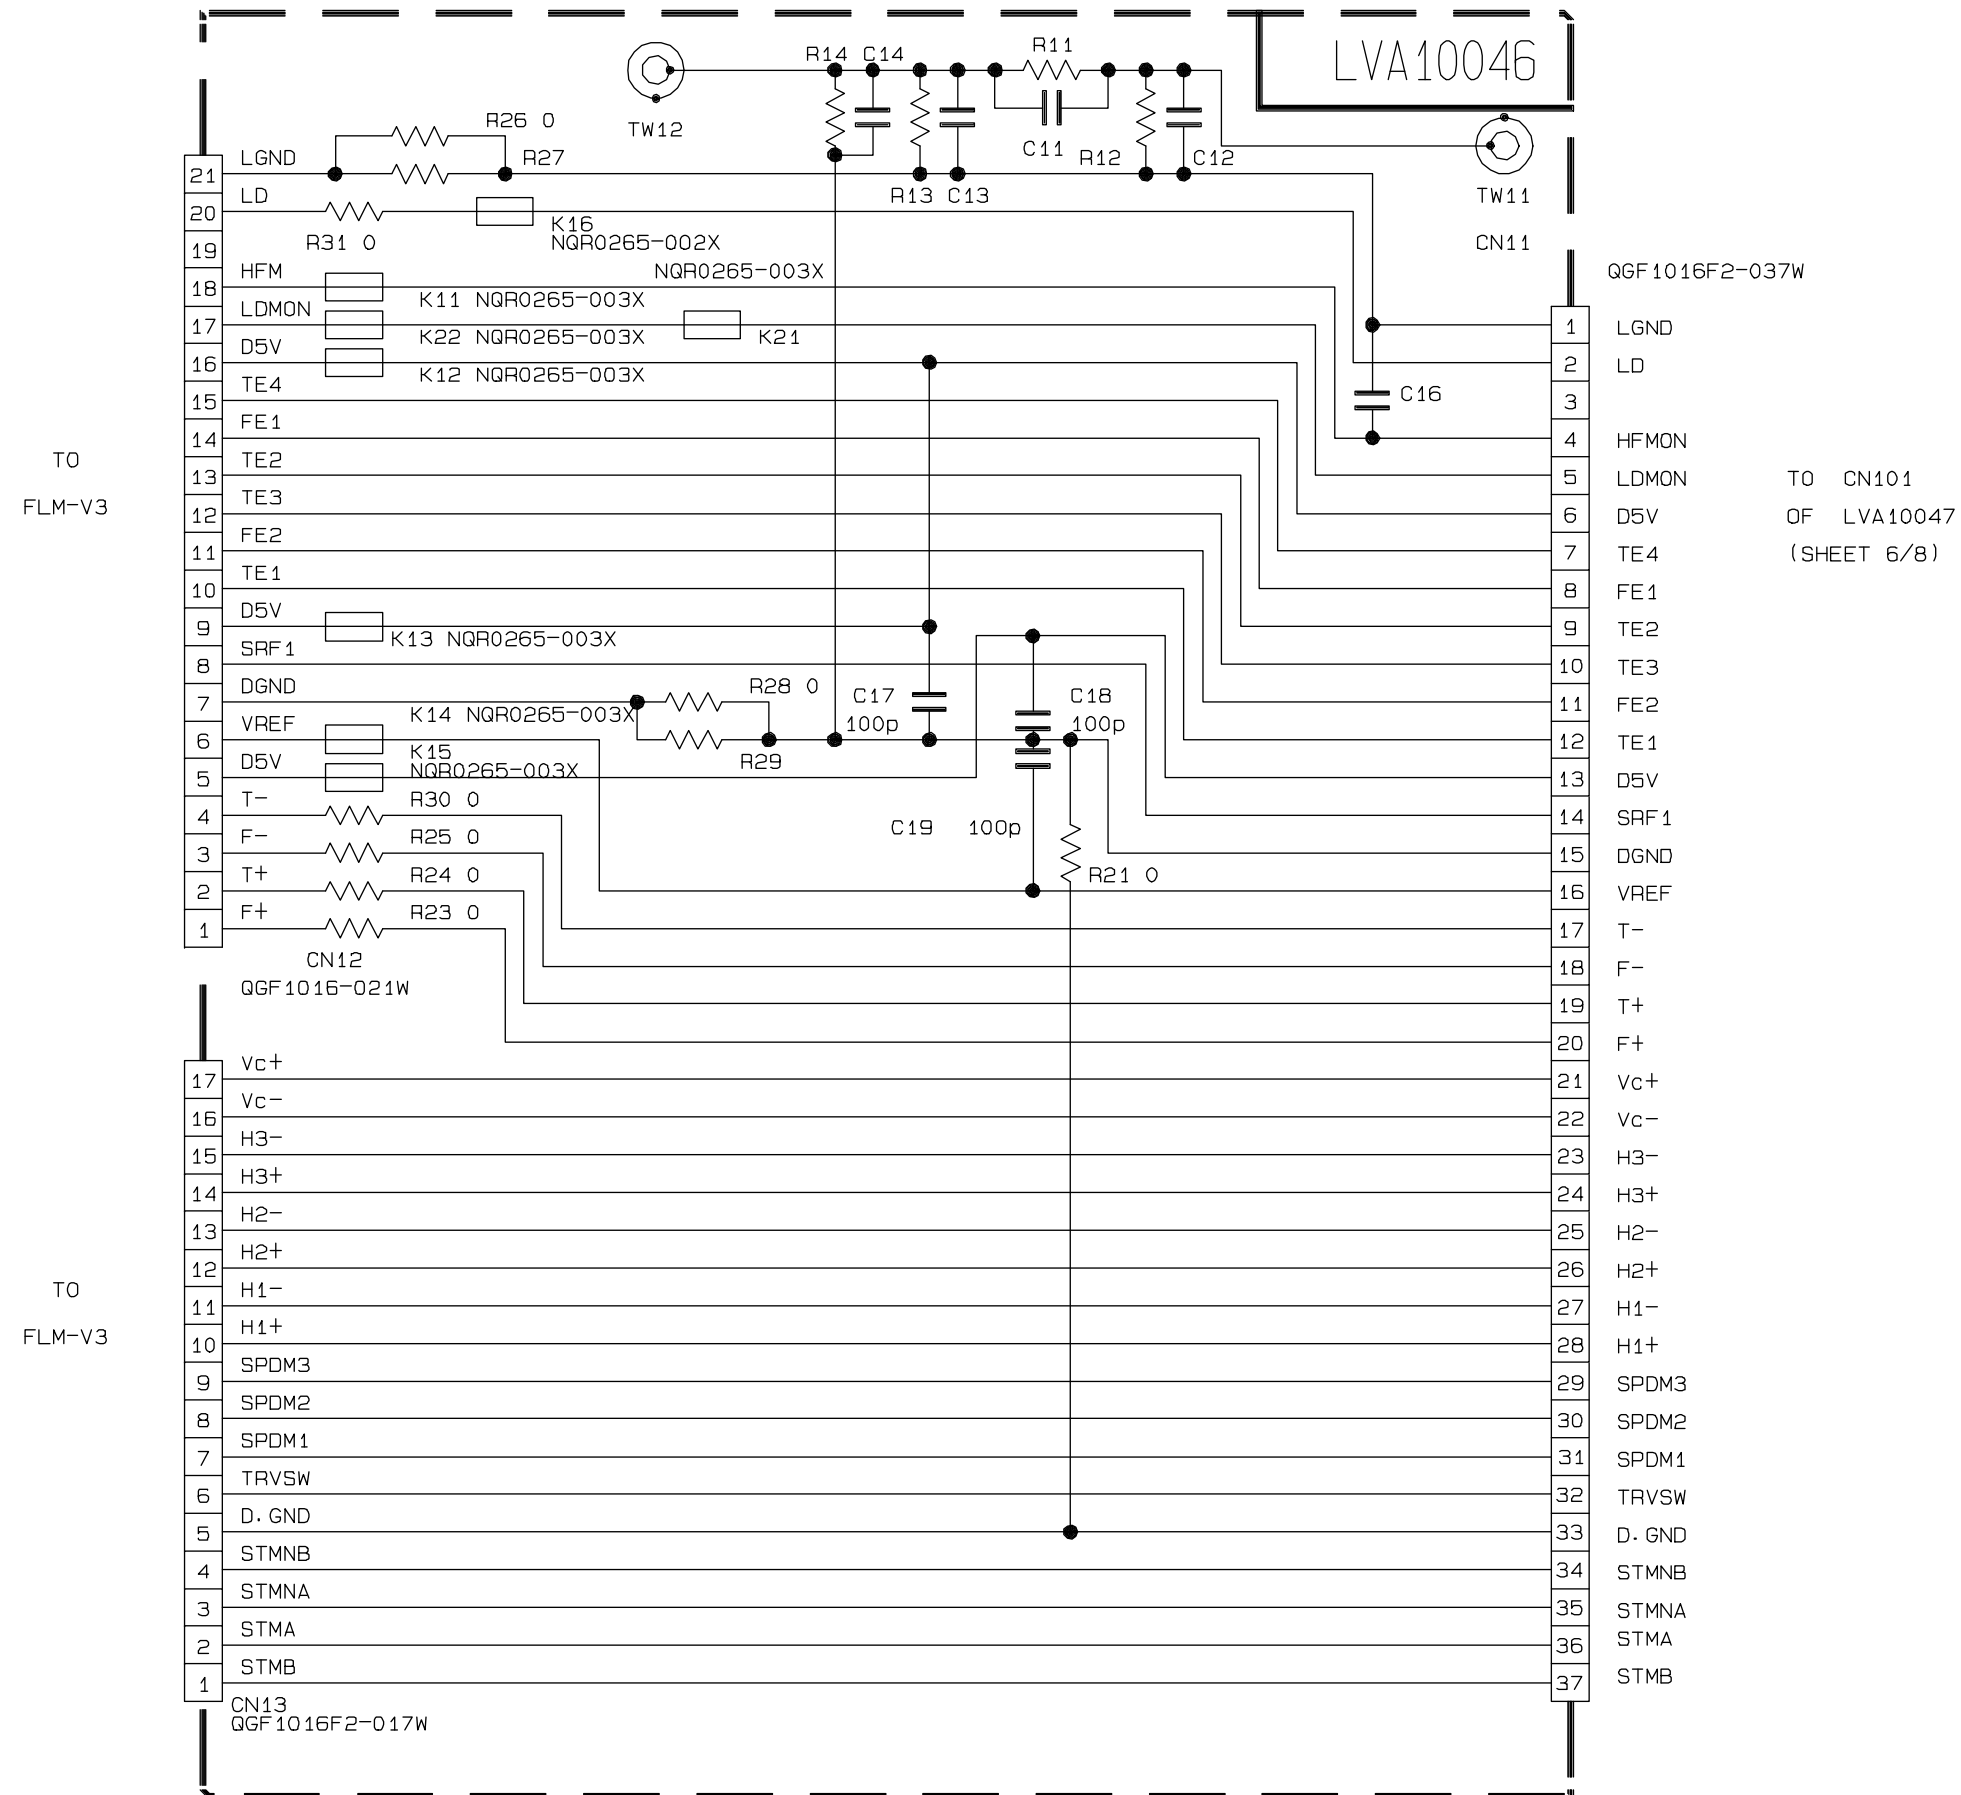 LVA10046
R14 C14
R11
TW12
C11
R12
C12
R13 C13
TW11
CN11
QGF1016F2-037W
R26 0
R27
21 LGND
20 LD
R31 0
K16
NQR0265-002X
19
NQR0265-003X
18 HFM
K11 NQR0265-003X
17 LDMON
K22 NQR0265-003X
K21
16 D5V
K12 NQR0265-003X
15 TE4
14 FE1
13 TE2
12 TE3
11 FE2
10 TE1
9 D5V
K13 NQR0265-003X
8 SRF1
7 DGND
K14 NQR0265-003X
R28 0
R29
6 VREF
K15
NQR0265-003X
5 D5V
4 T-
R30 0
3 F-
R25 0
2 T+
R24 0
1 F+
R23 0
CN12
QGF1016-021W
TO
FLM-V3
C16
C17
100p
C18
100p
C19 100p
R21 0
1 LGND
2 LD
3
4 HFMON
5 LDMON
6 D5V
7 TE4
8 FE1
9 TE2
10 TE3
11 FE2
12 TE1
13 D5V
14 SRF1
15 DGND
16 VREF
17 T-
18 F-
19 T+
20 F+
21 Vc+
22 Vc-
23 H3-
24 H3+
25 H2-
26 H2+
27 H1-
28 H1+
29 SPDM3
30 SPDM2
31 SPDM1
32 TRVSW
33 D.GND
34 STMNB
35 STMNA
36 STMA
37 STMB
TO CN101
OF LVA10047
(SHEET 6/8)
17 Vc+
16 Vc-
15 H3-
14 H3+
13 H2-
12 H2+
11 H1-
10 H1+
9 SPDM3
8 SPDM2
7 SPDM1
6 TRVSW
5 D.GND
4 STMNB
3 STMNA
2 STMA
1 STMB
CN13
QGF1016F2-017W
TO
FLM-V3